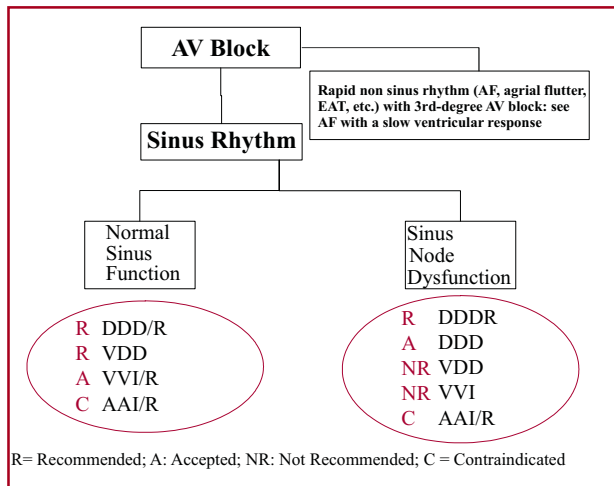 AV Block
Rapid non sinus rhythm (AF, agrial flutter,
EAT, etc.) with 3rd-degree AV block: see
AF with a slow ventricular response
Sinus Rhythm
Normal
Sinus
Function
Sinus
Node
Dysfunction
R DDD/R
R VDD
A VVI/R
C AAI/R
R DDDR
A DDD
NR VDD
NR VVI
C AAI/R
R= Recommended; A: Accepted; NR: Not Recommended; C = Contraindicated